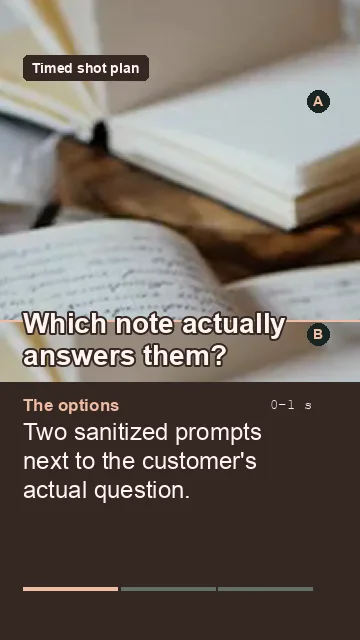 Timed shot plan
A
Which note actually
answers them?
B
The options
0–1 s
Two sanitized prompts
next to the customer's
actual question.